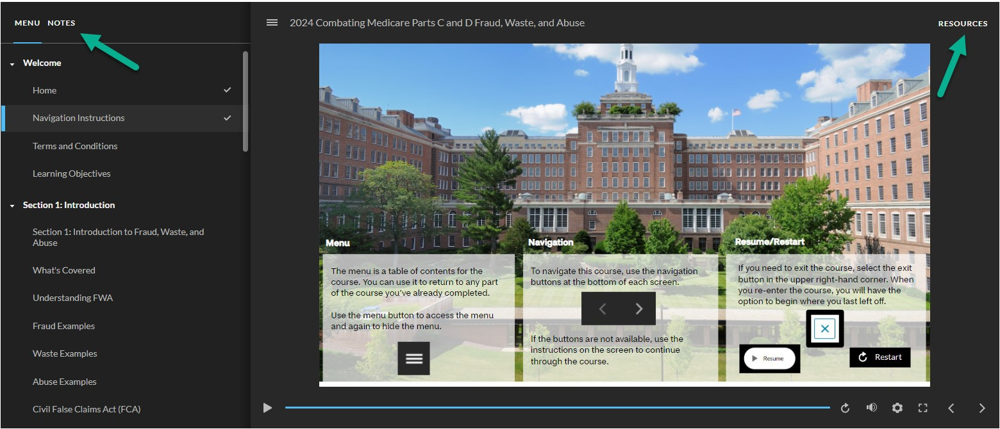 MENU NOTES
2024 Combating Medicare Parts C and D Fraud, Waste, and Abuse
RESOURCES
Welcome
Home
Navigation Instructions
Terms and Conditions
Learning Objectives
Section 1: Introduction
Section 1: Introduction to Fraud, Waste, and
Abuse
What's Covered
Understanding FWA
Fraud Examples
Waste Examples
Abuse Examples
Civil False Claims Act (FCA)
Menu
The menu is a table of contents for the
course. You can use it to return to any part
of the course you've already completed.
Use the menu button to access the menu
and again to hide the menu.
Navigation
To navigate this course, use the navigation
buttons at the bottom of each screen.
If the buttons are not available, use the
instructions on the screen to continue
through the course.
Resume/Restart
If you need to exit the course, select the exit
button in the upper right-hand corner. When
you re-enter the course, you will have the
option to begin where you last left off.
Resume
Restart